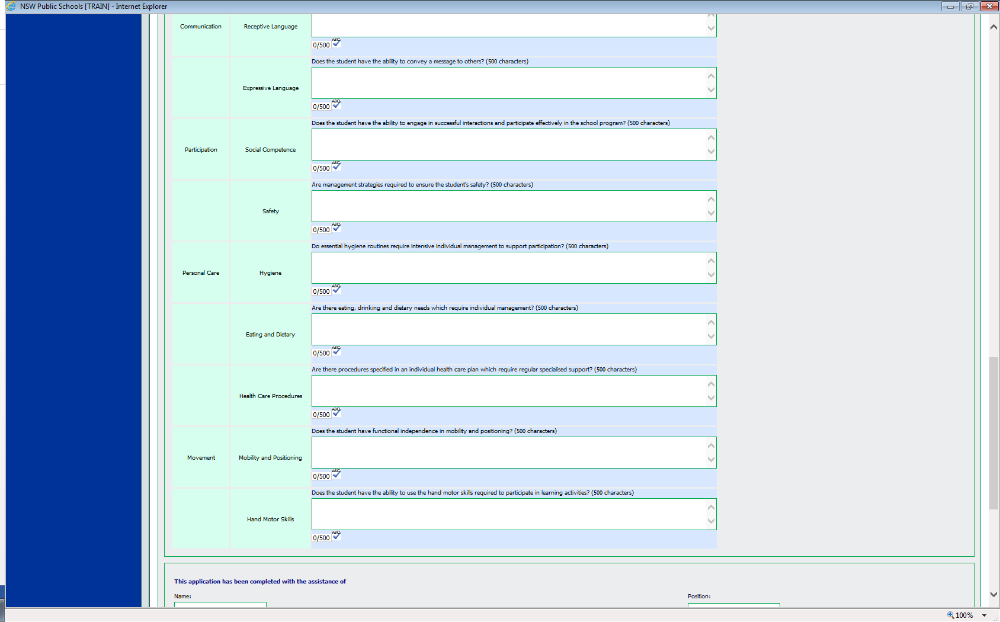 NSW Public Schools [TRAIN] - Internet Explorer
Communication
Receptive Language
0/500
ABC
Does the student have the ability to convey a message to others? (500 characters)
Expressive Language
0/500
ABC
Does the student have the ability to engage in successful interactions and participate effectively in the school program? (500 characters)
Participation
Social Competence
0/500
ABC
Are management strategies required to ensure the student's safety? (500 characters)
Safety
0/500
ABC
Do essential hygiene routines require intensive individual management to support participation? (500 characters)
Personal Care
Hygiene
0/500
ABC
Are there eating, drinking and dietary needs which require individual management? (500 characters)
Eating and Dietary
0/500
ABC
Are there procedures specified in an individual health care plan which require regular specialised support? (500 characters)
Health Care Procedures
0/500
ABC
Does the student have functional independence in mobility and positioning? (500 characters)
Movement
Mobility and Positioning
0/500
ABC
Does the student have the ability to use the hand motor skills required to participate in learning activities? (500 characters)
Hand Motor Skills
0/500
ABC
This application has been completed with the assistance of
Name:
Position:
100%